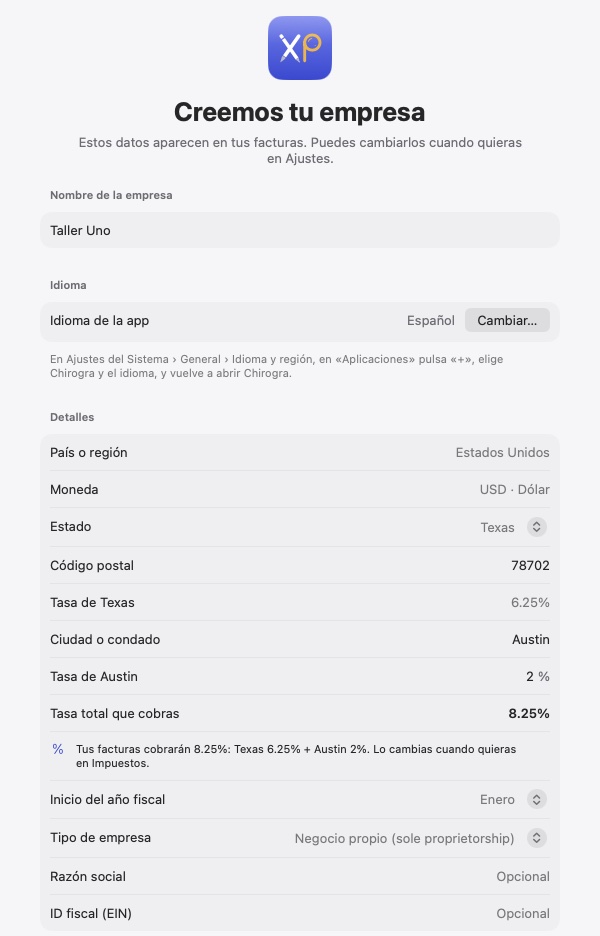 XP
Creemos tu empresa
Estos datos aparecen en tus facturas. Puedes cambiarlos cuando quieras
en Ajustes.
Nombre de la empresa
Taller Uno
Idioma
Idioma de la app Español Cambiar...
En Ajustes del Sistema › General › Idioma y región, en «Aplicaciones» pulsa «+», elige
Chirogra y el idioma, y vuelve a abrir Chirogra.
Detalles
País o región Estados Unidos
Moneda USD · Dólar
Estado Texas
Código postal 78702
Tasa de Texas 6.25%
Ciudad o condado Austin
Tasa de Austin 2 %
Tasa total que cobras 8.25%
% Tus facturas cobrarán 8.25%: Texas 6.25% + Austin 2%. Lo cambias cuando quieras
en Impuestos.
Inicio del año fiscal Enero
Tipo de empresa Negocio propio (sole proprietorship)
Razón social Opcional
ID fiscal (EIN) Opcional